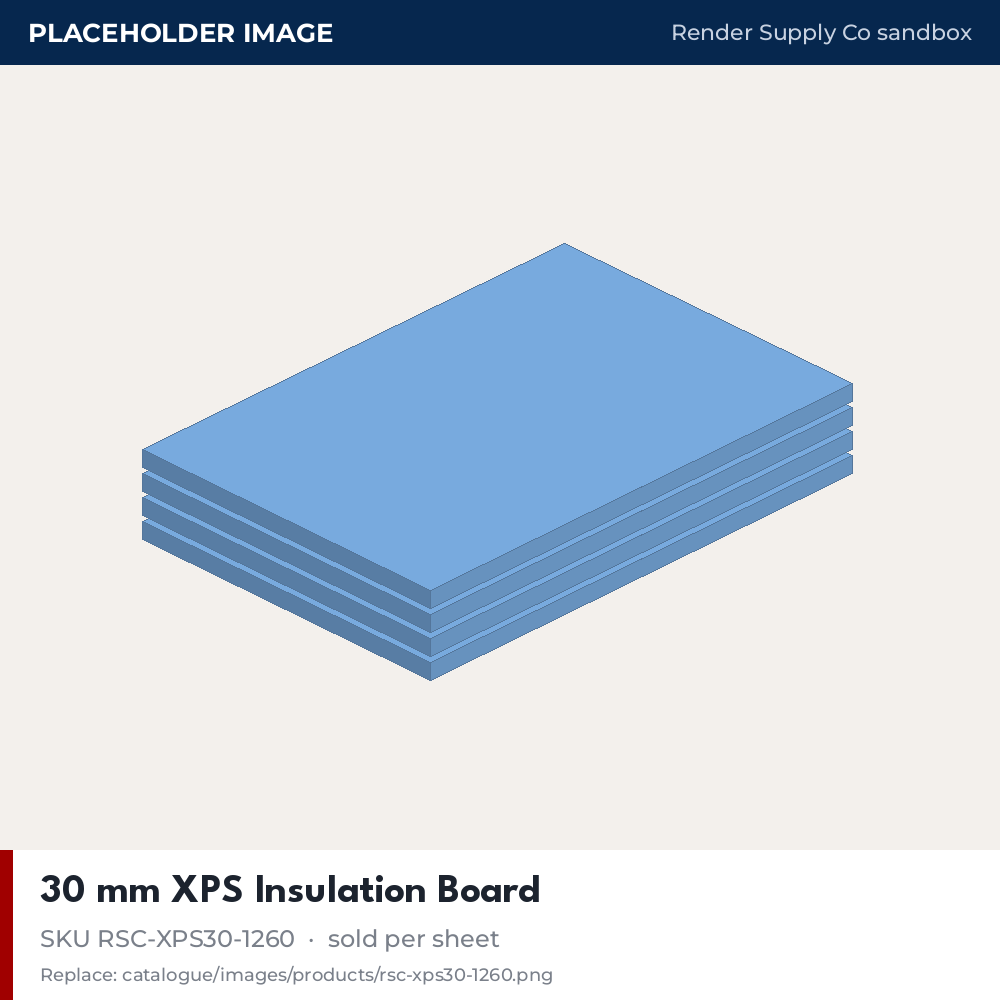 PLACEHOLDER IMAGE
Render Supply Co sandbox
30 mm XPS Insulation Board
SKU RSC-XPS30-1260 · sold per sheet
Replace: catalogue/images/products/rsc-xps30-1260.png